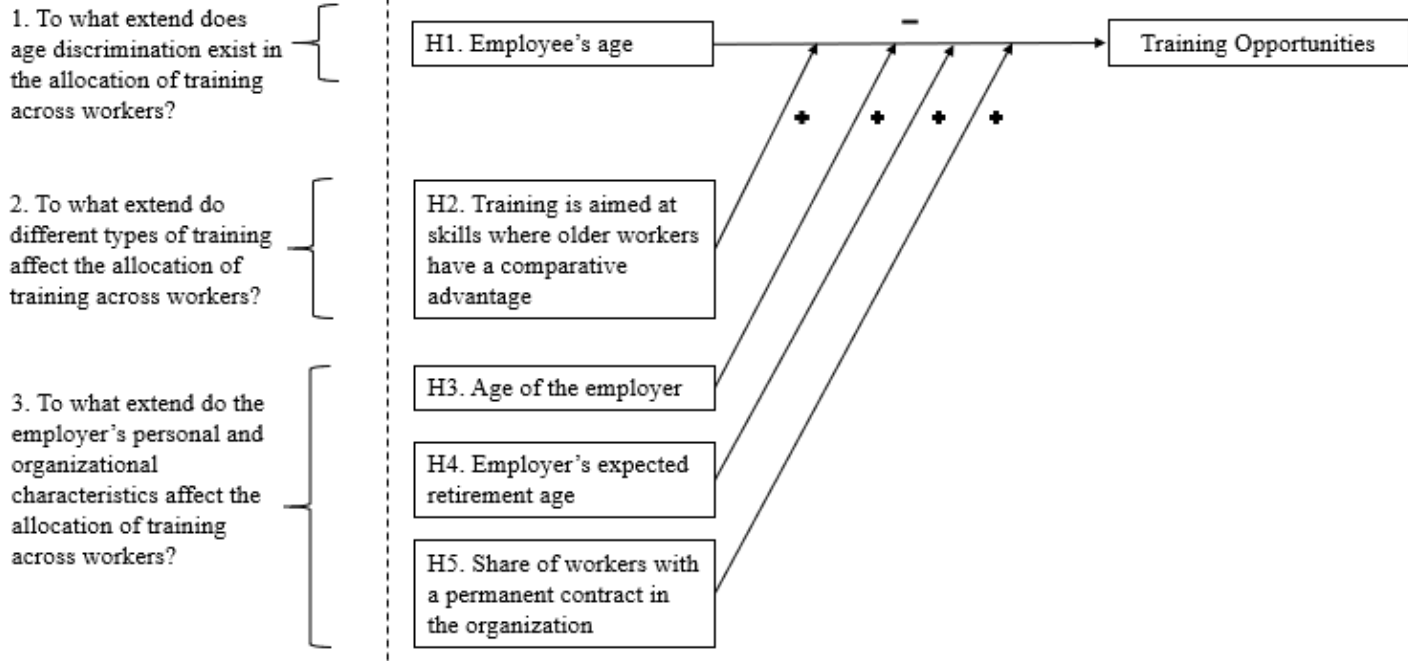 1. To what extend does
age discrimination exist in
the allocation of training
across workers?
H1. Employee’s age
–
Training Opportunities
+ + + +
2. To what extend do
different types of training
affect the allocation of
training across workers?
H2. Training is aimed at
skills where older workers
have a comparative
advantage
3. To what extend do the
employer’s personal and
organizational
characteristics affect the
allocation of training
across workers?
H3. Age of the employer
H4. Employer’s expected
retirement age
H5. Share of workers with
a permanent contract in
the organization